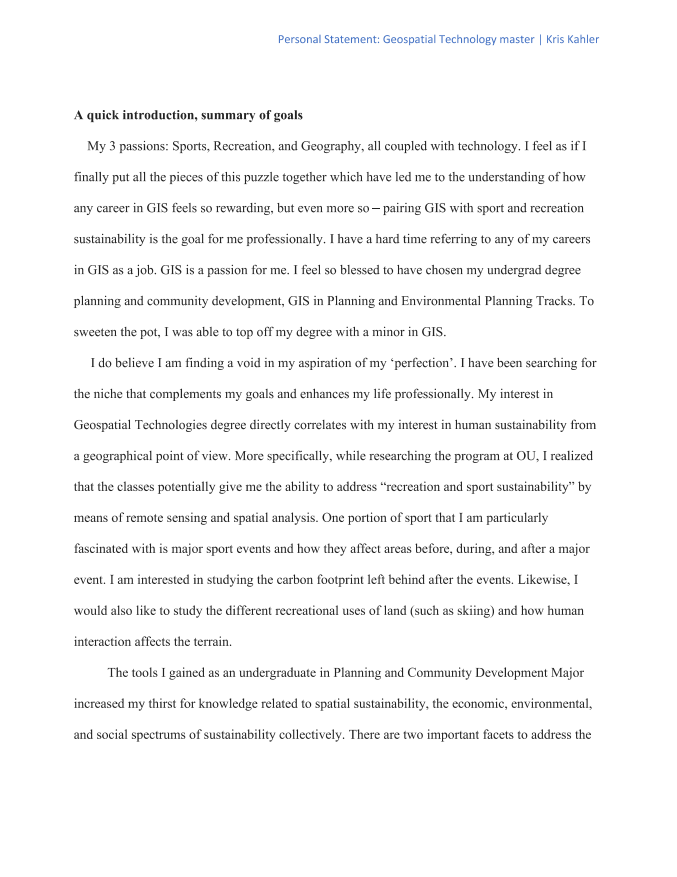 Personal Statement: Geospatial Technology master | Kris Kahler
A quick introduction, summary of goals
My 3 passions: Sports, Recreation, and Geography, all coupled with technology. I feel as if I
finally put all the pieces of this puzzle together which have led me to the understanding of how
any career in GIS feels so rewarding, but even more so – pairing GIS with sport and recreation
sustainability is the goal for me professionally. I have a hard time referring to any of my careers
in GIS as a job. GIS is a passion for me. I feel so blessed to have chosen my undergrad degree
planning and community development, GIS in Planning and Environmental Planning Tracks. To
sweeten the pot, I was able to top off my degree with a minor in GIS.
I do believe I am finding a void in my aspiration of my ‘perfection’. I have been searching for
the niche that complements my goals and enhances my life professionally. My interest in
Geospatial Technologies degree directly correlates with my interest in human sustainability from
a geographical point of view. More specifically, while researching the program at OU, I realized
that the classes potentially give me the ability to address “recreation and sport sustainability” by
means of remote sensing and spatial analysis. One portion of sport that I am particularly
fascinated with is major sport events and how they affect areas before, during, and after a major
event. I am interested in studying the carbon footprint left behind after the events. Likewise, I
would also like to study the different recreational uses of land (such as skiing) and how human
interaction affects the terrain.
The tools I gained as an undergraduate in Planning and Community Development Major
increased my thirst for knowledge related to spatial sustainability, the economic, environmental,
and social spectrums of sustainability collectively. There are two important facets to address the